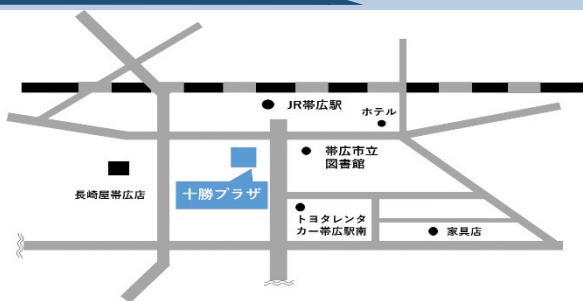 JR帯広駅
ホテル
帯広市立
図書館
長崎屋帯広店
十勝プラザ
トヨタレンタ
カー帯広駅南
家具店